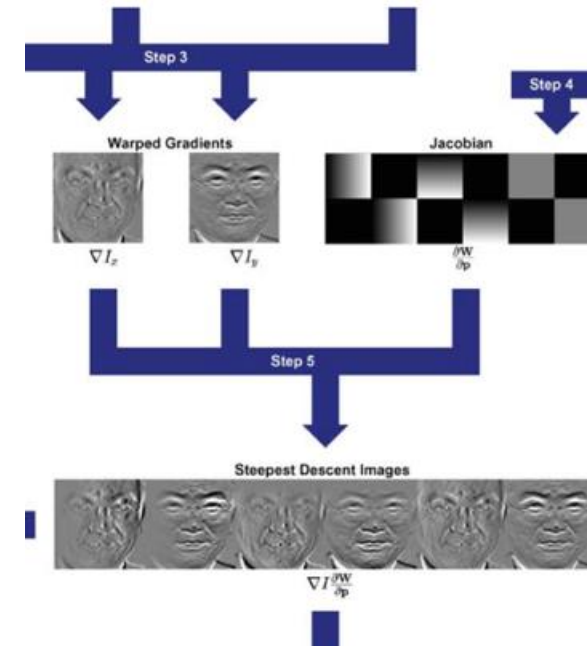 Step 3
Step 4
Warped Gradients
Jacobian
∇I_x
∇I_y
∂W/∂p
Step 5
Steepest Descent Images
∇I ∂W/∂p